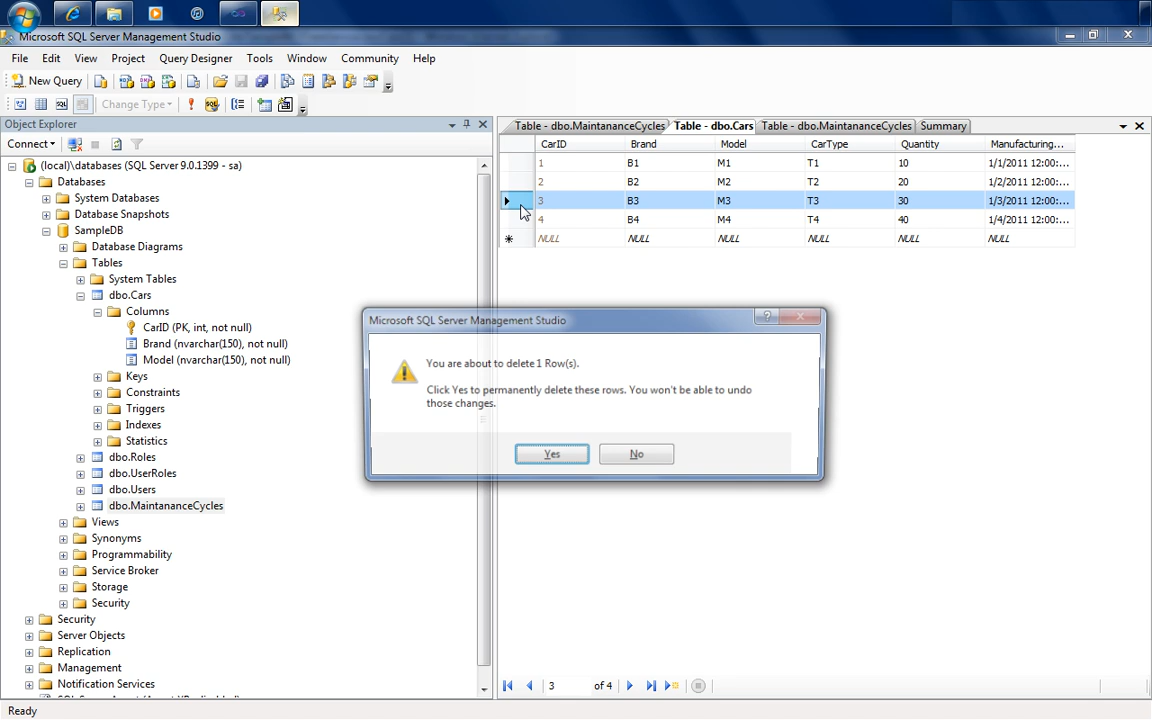 Microsoft SQL Server Management Studio
File Edit View Project Query Designer Tools Window Community Help
New Query
SQL Change Type
Object Explorer
Table - dbo.MaintananceCycles Table - dbo.Cars Table - dbo.MaintananceCycles Summary
Connect
CarID Brand Model CarType Quantity Manufacturing...
1 B1 M1 T1 10 1/1/2011 12:00:...
2 B2 M2 T2 20 1/2/2011 12:00:...
3 B3 M3 T3 30 1/3/2011 12:00:...
4 B4 M4 T4 40 1/4/2011 12:00:...
NULL NULL NULL NULL NULL NULL
(local)\databases (SQL Server 9.0.1399 - sa)
Databases
System Databases
Database Snapshots
SampleDB
Database Diagrams
Tables
System Tables
dbo.Cars
Columns
CarID (PK, int, not null)
Brand (nvarchar(150), not null)
Model (nvarchar(150), not null)
Keys
Constraints
Triggers
Indexes
Statistics
dbo.Roles
dbo.UserRoles
dbo.Users
dbo.MaintananceCycles
Views
Synonyms
Programmability
Service Broker
Storage
Security
Security
Server Objects
Replication
Management
Notification Services
Microsoft SQL Server Management Studio
You are about to delete 1 Row(s).
Click Yes to permanently delete these rows. You won't be able to undo
those changes.
Yes No
3 of 4
Ready